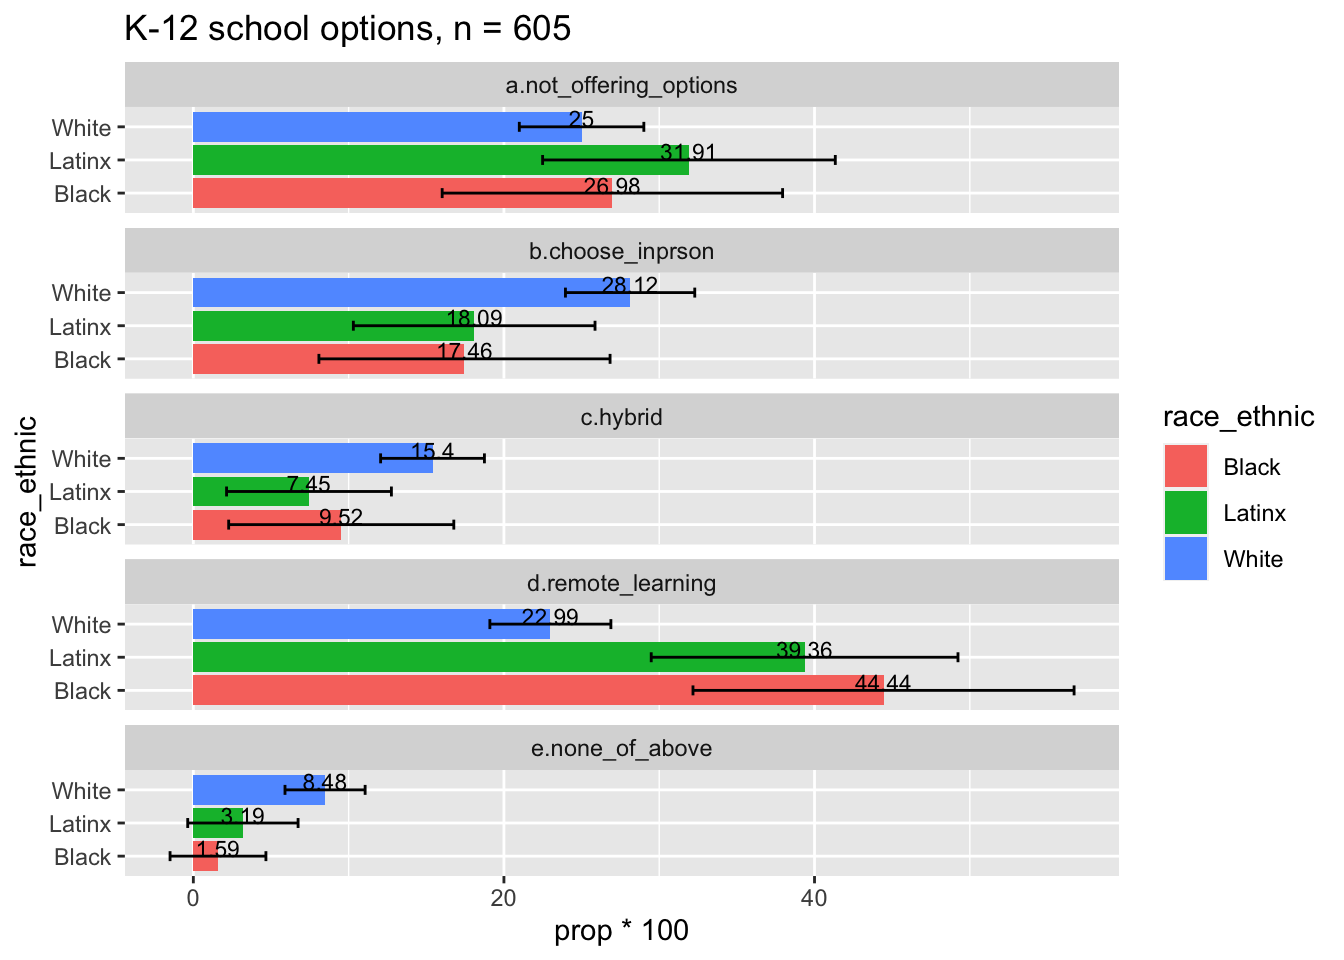 K-12 school options, n = 605
a.not_offering_options
White
25
Latinx
31.91
Black
26.98
b.choose_inprson
White
28.12
Latinx
18.09
Black
17.46
c.hybrid
White
15.4
Latinx
7.45
Black
9.52
d.remote_learning
White
22.99
Latinx
39.36
Black
44.44
e.none_of_above
White
8.48
Latinx
3.19
Black
1.59
0
20
40
prop * 100
race_ethnic
race_ethnic
Black
Latinx
White